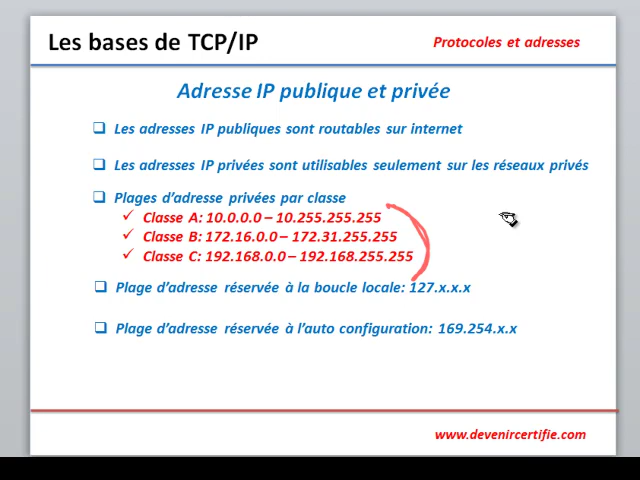 Les bases de TCP/IP
Protocoles et adresses
Adresse IP publique et privée
Les adresses IP publiques sont routables sur internet
Les adresses IP privées sont utilisables seulement sur les réseaux privés
Plages d’adresse privées par classe
Classe A: 10.0.0.0 – 10.255.255.255
Classe B: 172.16.0.0 – 172.31.255.255
Classe C: 192.168.0.0 – 192.168.255.255
Plage d’adresse réservée à la boucle locale: 127.x.x.x
Plage d’adresse réservée à l’auto configuration: 169.254.x.x
www.devenircertifie.com